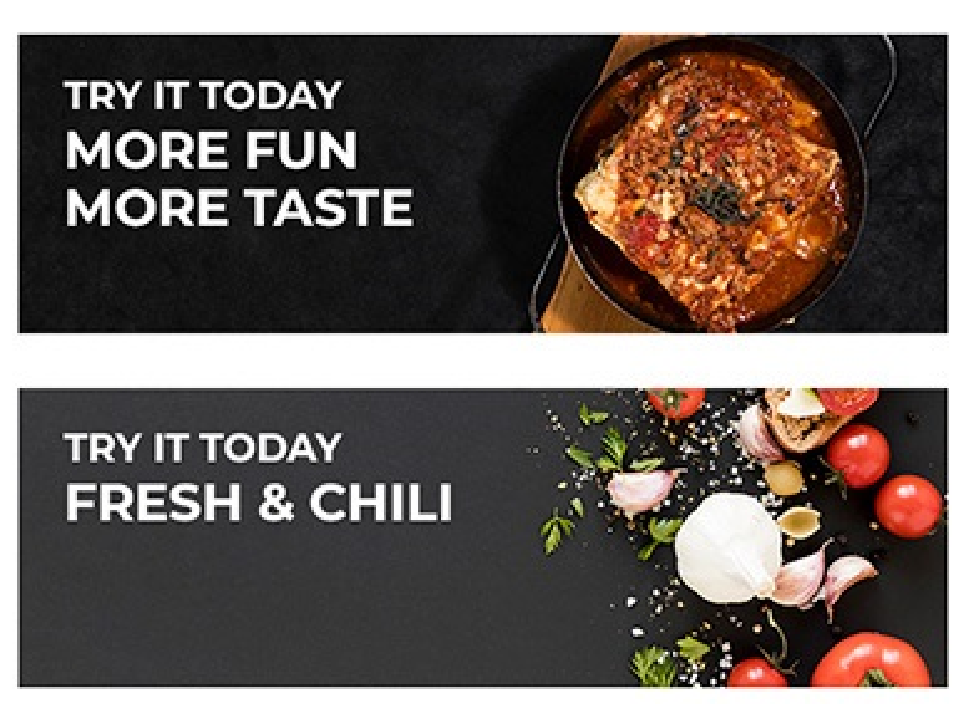 TRY IT TODAY
MORE FUN
MORE TASTE
TRY IT TODAY
FRESH & CHILI